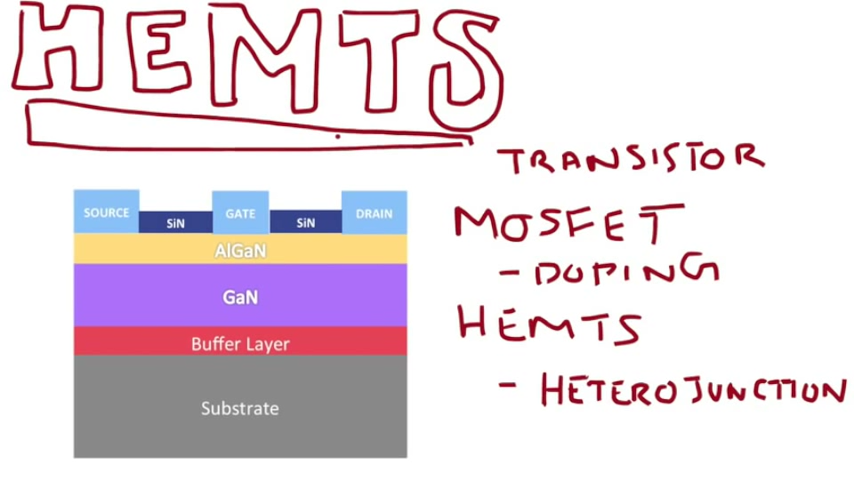 HEMTS
TRANSISTOR
MOSFET
- DOPING
HEMTS
- HETEROJUNCTION
SOURCE SiN GATE SiN DRAIN
AlGaN
GaN
Buffer Layer
Substrate